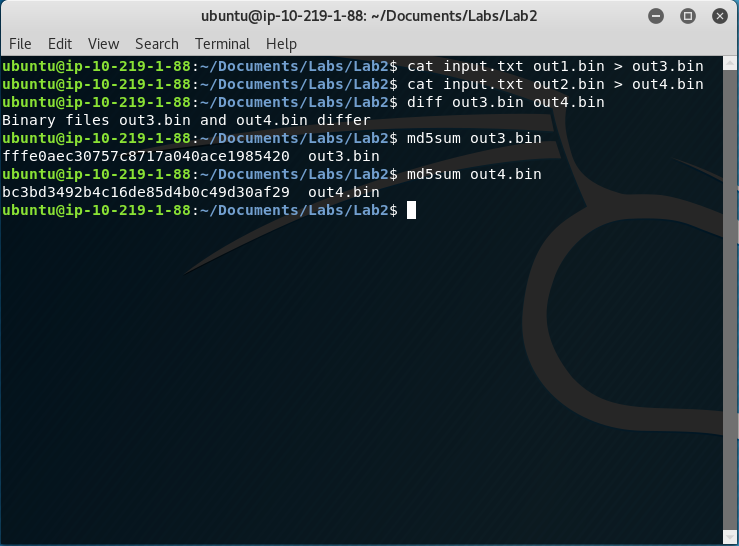 ubuntu@ip-10-219-1-88: ~/Documents/Labs/Lab2
File Edit View Search Terminal Help
ubuntu@ip-10-219-1-88:~/Documents/Labs/Lab2$ cat input.txt out1.bin > out3.bin
ubuntu@ip-10-219-1-88:~/Documents/Labs/Lab2$ cat input.txt out2.bin > out4.bin
ubuntu@ip-10-219-1-88:~/Documents/Labs/Lab2$ diff out3.bin out4.bin
Binary files out3.bin and out4.bin differ
ubuntu@ip-10-219-1-88:~/Documents/Labs/Lab2$ md5sum out3.bin
fffe0aec30757c8717a040ace1985420  out3.bin
ubuntu@ip-10-219-1-88:~/Documents/Labs/Lab2$ md5sum out4.bin
bc3bd3492b4c16de85d4b0c49d30af29  out4.bin
ubuntu@ip-10-219-1-88:~/Documents/Labs/Lab2$